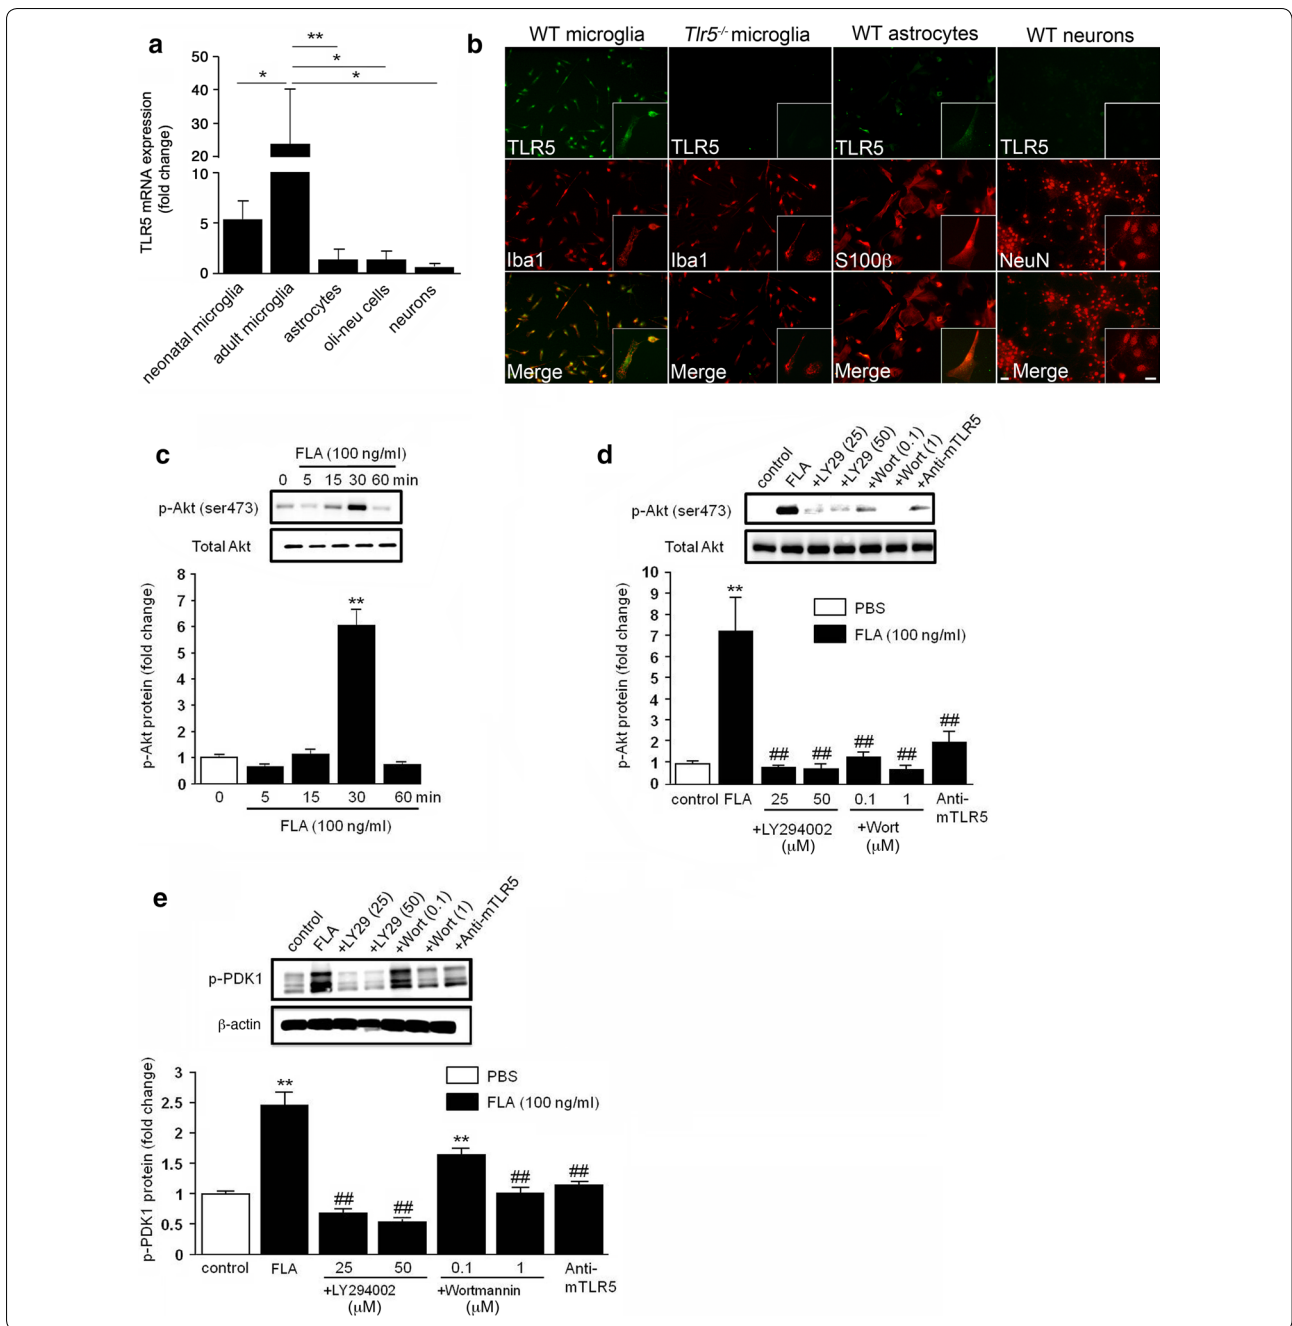 a
TLR5 mRNA expression
(fold change)
50
40
30
20
10
5
0
*
**
*
*
neonatal microglia
adult microglia
astrocytes
oli-neu cells
neurons
b
WT microglia
Tlr5-/- microglia
WT astrocytes
WT neurons
TLR5
TLR5
TLR5
TLR5
Iba1
Iba1
S100β
NeuN
Merge
Merge
Merge
Merge
c
FLA (100 ng/ml)
0 5 15 30 60 min
p-Akt (ser473)
Total Akt
p-Akt protein (fold change)
8
7
6
5
4
3
2
1
0
**
0 5 15 30 60 min
FLA (100 ng/ml)
d
control
FLA
+LY29 (25)
+LY29 (50)
+Wort (0.1)
+Wort (1)
+Anti-mTLR5
p-Akt (ser473)
Total Akt
p-Akt protein (fold change)
10
9
8
7
6
5
4
3
2
1
0
PBS
FLA (100 ng/ml)
**
##
##
##
##
##
control FLA 25 50 0.1 1 Anti-
mTLR5
+LY294002
(μM)
+Wort
(μM)
e
control
FLA
+LY29 (25)
+LY29 (50)
+Wort (0.1)
+Wort (1)
+Anti-mTLR5
p-PDK1
β-actin
p-PDK1 protein (fold change)
3
2.5
2
1.5
1
0.5
0
PBS
FLA (100 ng/ml)
**
##
##
**
##
##
control FLA 25 50 0.1 1 Anti-
mTLR5
+LY294002
(μM)
+Wortmannin
(μM)